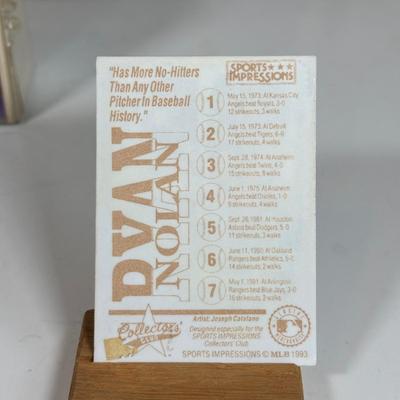 "Has More No-Hitters
Than Any Other
Pitcher In Baseball
History."
SPORTS ★★★
IMPRESSIONS
RYAN
NOLAN
1
May 15, 1973: At Kansas City
Angels beat Royals, 3-0
12 strikeouts, 3 walks
2
July 15, 1973: At Detroit
Angels beat Tigers, 6-0
17 strikeouts, 4 walks
3
Sept. 28, 1974: At Anaheim
Angels beat Twins, 4-0
15 strikeouts, 8 walks
4
June 1, 1975: At Anaheim
Angels beat Orioles, 1-0
9 strikeouts, 4 walks
5
Sept. 26, 1981: At Houston
Astros beat Dodgers, 5-0
11 strikeouts, 3 walks
6
June 11, 1990: At Oakland
Rangers beat Athletics, 5-0
14 strikeouts, 2 walks
7
May 1, 1991: At Arlington
Rangers beat Blue Jays, 3-0
16 strikeouts, 2 walks
Collectors'
CLUB
Artist: Joseph Catalano
Designed especially for the
SPORTS IMPRESSIONS
Collectors' Club
SPORTS IMPRESSIONS © MLB 1993